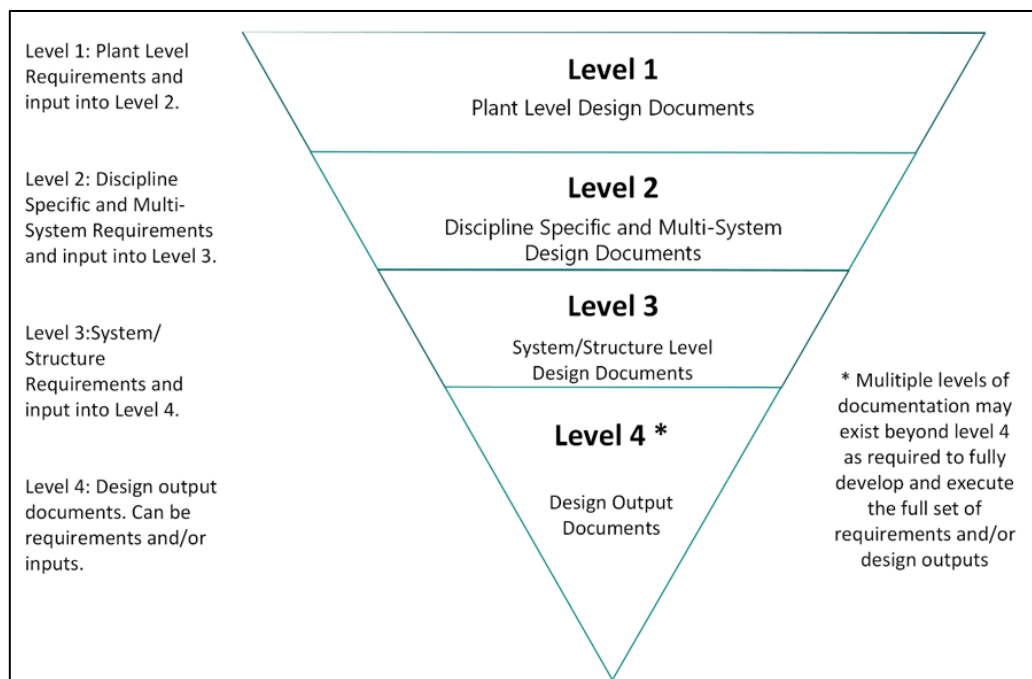 Level 1: Plant Level
Requirements and
input into Level 2.
Level 1
Plant Level Design Documents
Level 2: Discipline
Specific and Multi-
System Requirements
and input into Level 3.
Level 2
Discipline Specific and Multi-System
Design Documents
Level 3:System/
Structure
Requirements and
input into Level 4.
Level 3
System/Structure Level
Design Documents
Level 4: Design output
documents. Can be
requirements and/or
inputs.
Level 4 *
Design Output
Documents
* Mulitiple levels of
documentation may
exist beyond level 4
as required to fully
develop and execute
the full set of
requirements and/or
design outputs